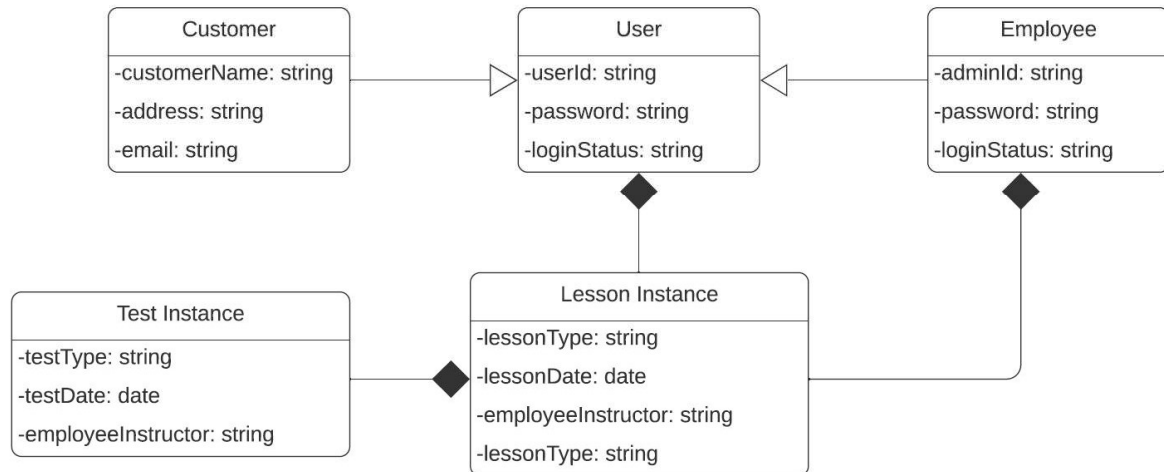 Customer
-customerName: string
-address: string
-email: string
User
-userId: string
-password: string
-loginStatus: string
Employee
-adminId: string
-password: string
-loginStatus: string
Test Instance
-testType: string
-testDate: date
-employeeInstructor: string
Lesson Instance
-lessonType: string
-lessonDate: date
-employeeInstructor: string
-lessonType: string